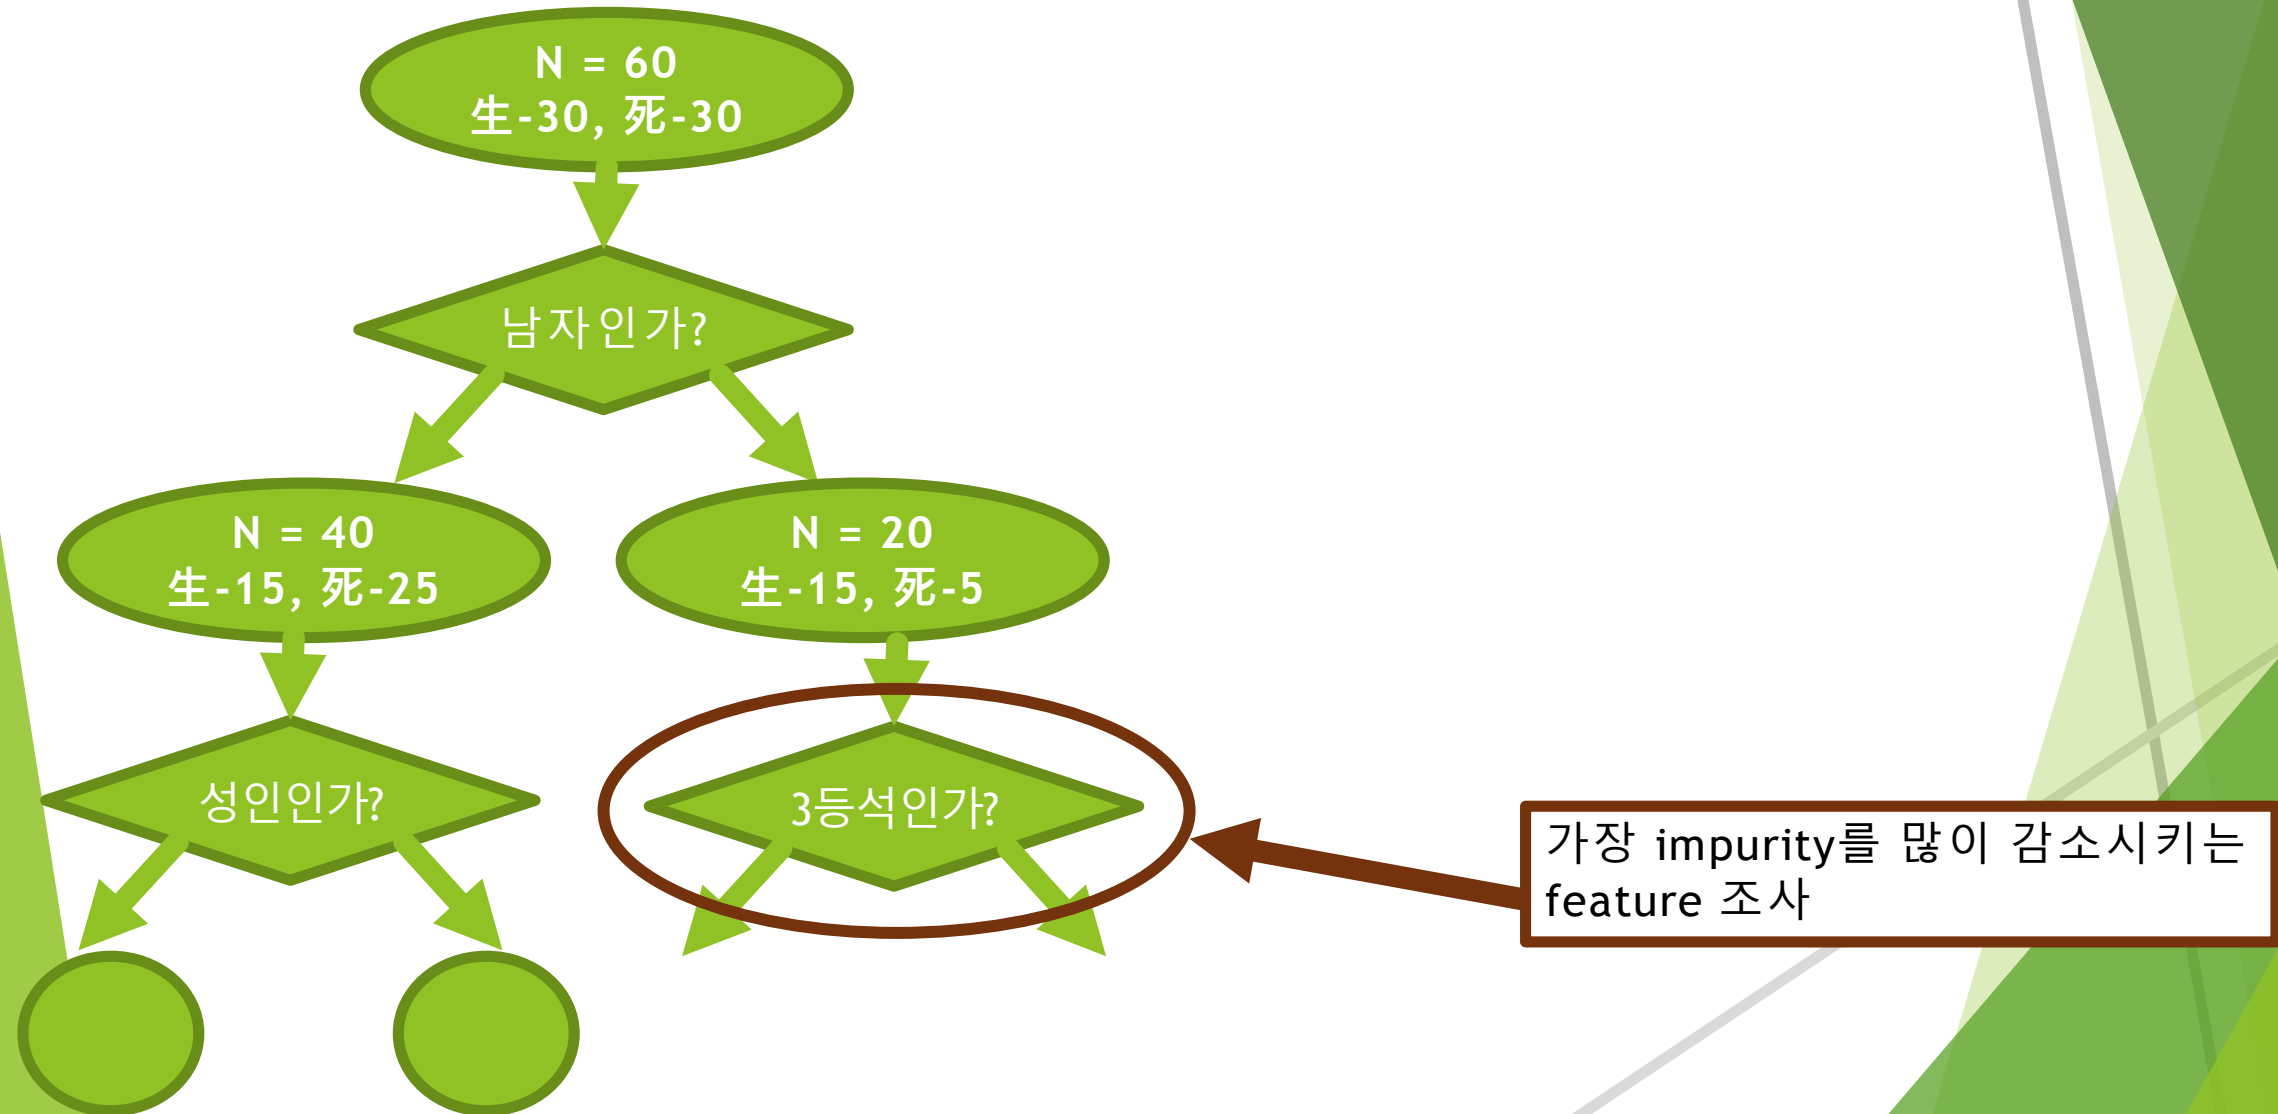 N = 60
生-30, 死-30
남자인가?
N = 40
生-15, 死-25
N = 20
生-15, 死-5
성인인가?
3등석인가?
가장 impurity를 많이 감소시키는
feature 조사